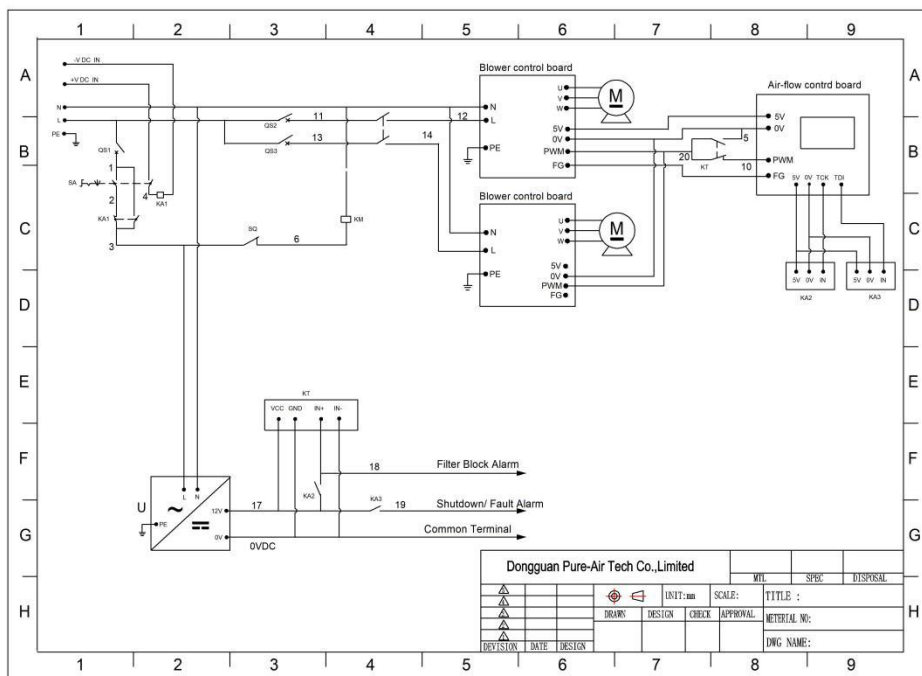 1 2 3 4 5 6 7 8 9
A A
-V DC IN
+V DC IN
Blower control board
Air-flow contrd board
N
L
PE
QS1
QS2
11
QS3
13
12
14
N
L
PE
U
V
W
M
5V
0V
PWM
FG
5
20
KT
10
5V
0V
PWM
FG
5V 0V TCK TDI
B B
SA
1
2
4
KA1
KA1
3
C C
SQ
6
KM
Blower control board
N
L
PE
U
V
W
M
5V
0V
PWM
FG
5V 0V IN
KA2
5V 0V IN
KA3
D D
E E
KT
VCC GND IN+ IN-
F F
18
Filter Block Alarm
KA2
U
L N
PE
~
12V
0V
17
KA3
19
Shutdown/ Fault Alarm
Common Terminal
0VDC
G G
Dongguan Pure-Air Tech Co.,Limited
MTL SPEC DISPOSAL
UNIT:mm SCALE: TITLE :
DRAWN DESIGN CHECK APPROVAL
METERIAL NO:
DWG NAME:
DEVISION DATE DESIGN
H H
1 2 3 4 5 6 7 8 9